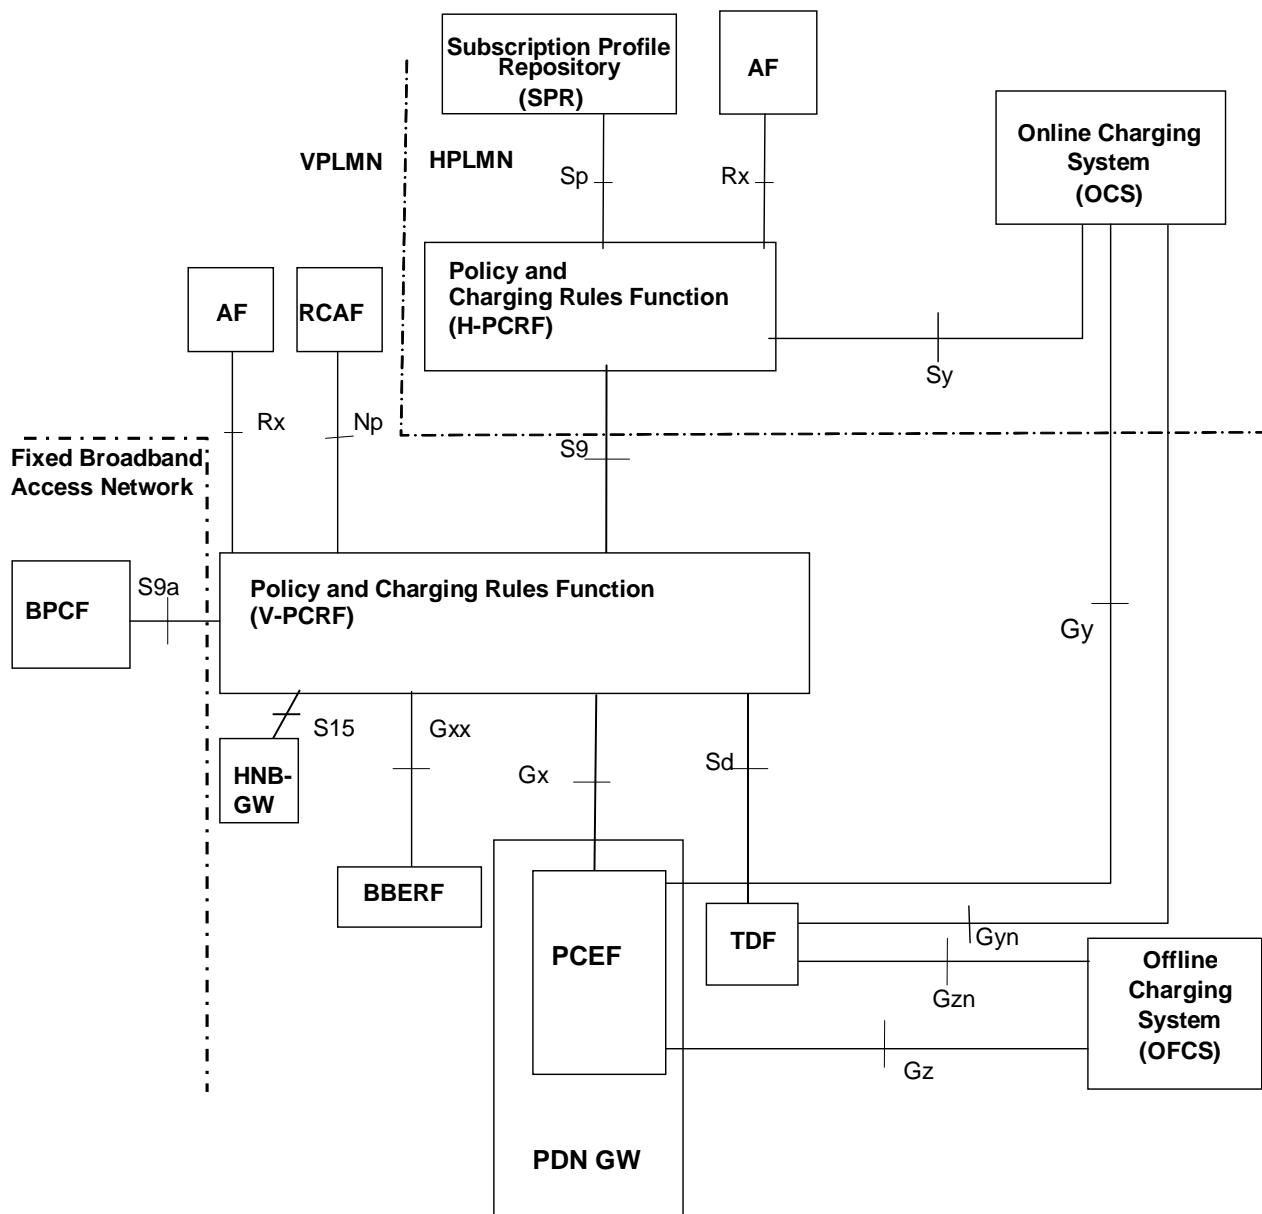 Subscription Profile
Repository
(SPR)
AF
Online Charging
System
(OCS)
VPLMN
HPLMN
Sp
Rx
Policy and
Charging Rules Function
(H-PCRF)
AF
RCAF
Sy
Rx
Np
S9
Fixed Broadband
Access Network
BPCF
S9a
Policy and Charging Rules Function
(V-PCRF)
Gy
S15
Gxx
Gx
Sd
HNB-
GW
BBERF
PCEF
TDF
Gyn
Gzn
Offline
Charging
System
(OFCS)
Gz
PDN GW